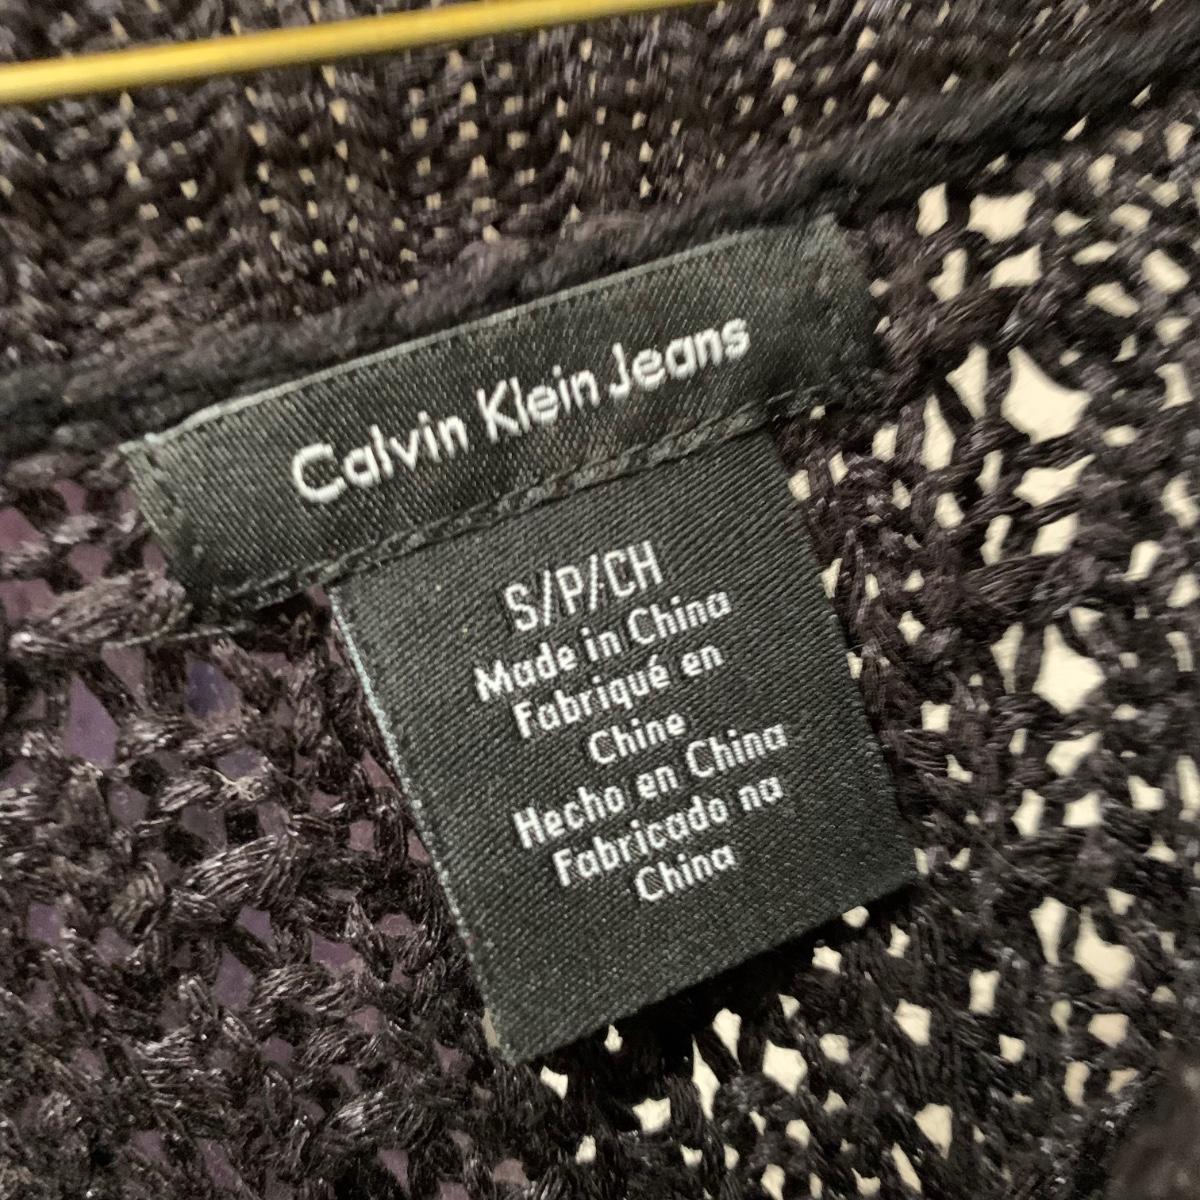 Calvin Klein Jeans
S/P/CH
Made in China
Fabriqué en
Chine
Hecho en China
Fabricado na
China